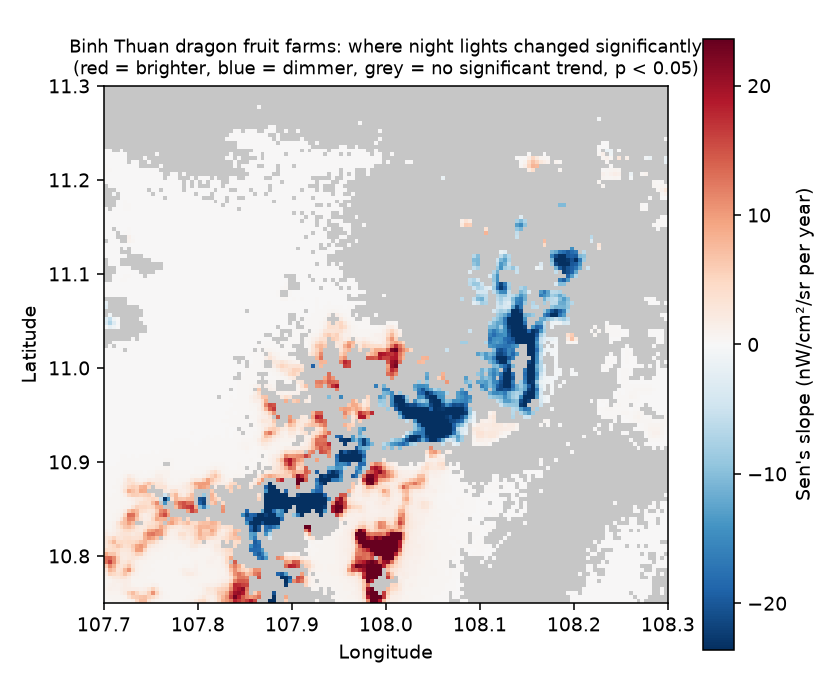 Binh Thuan dragon fruit farms: where night lights changed significantly
(red = brighter, blue = dimmer, grey = no significant trend, p < 0.05)
11.3
11.2
11.1
11.0
10.9
10.8
Latitude
107.7 107.8 107.9 108.0 108.1 108.2 108.3
Longitude
20
10
0
−10
−20
Sen's slope (nW/cm²/sr per year)